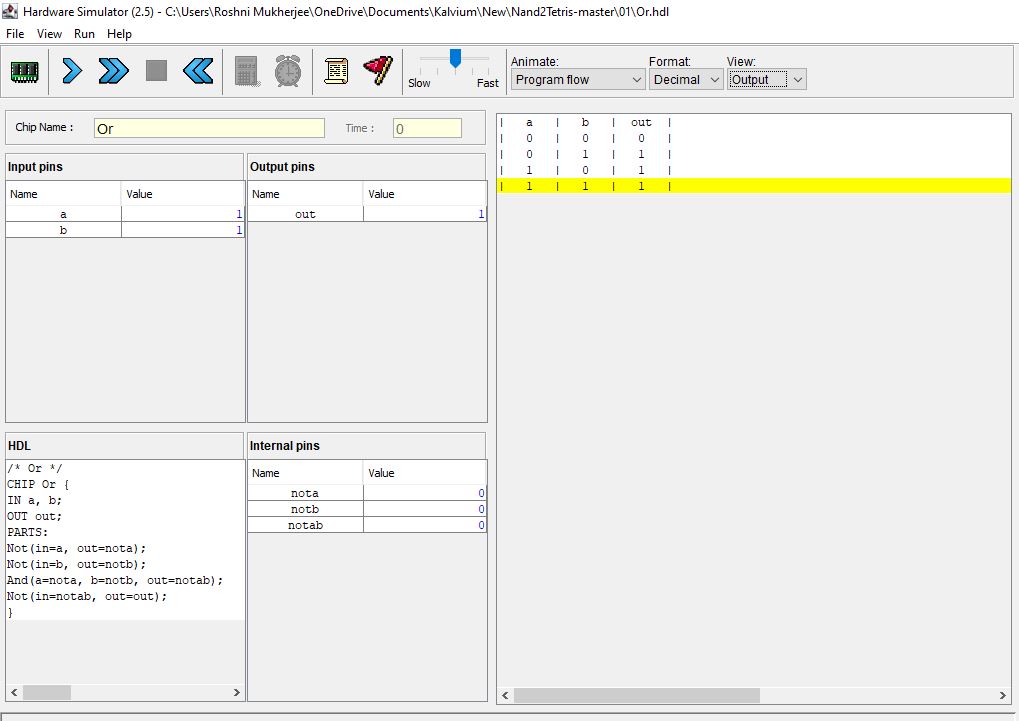 Hardware Simulator (2.5) - C:\Users\Roshni Mukherjee\OneDrive\Documents\Kalvium\New\Nand2Tetris-master\01\Or.hdl
File View Run Help
Slow Fast
Animate: Format: View:
Program flow Decimal Output
Chip Name : Or Time : 0
Input pins
Name Value
a 1
b 1
Output pins
Name Value
out 1
HDL
/* Or */
CHIP Or {
IN a, b;
OUT out;
PARTS:
Not(in=a, out=nota);
Not(in=b, out=notb);
And(a=nota, b=notb, out=notab);
Not(in=notab, out=out);
}
Internal pins
Name Value
nota 0
notb 0
notab 0
| a | b | out |
| 0 | 0 | 0 |
| 0 | 1 | 1 |
| 1 | 0 | 1 |
| 1 | 1 | 1 |